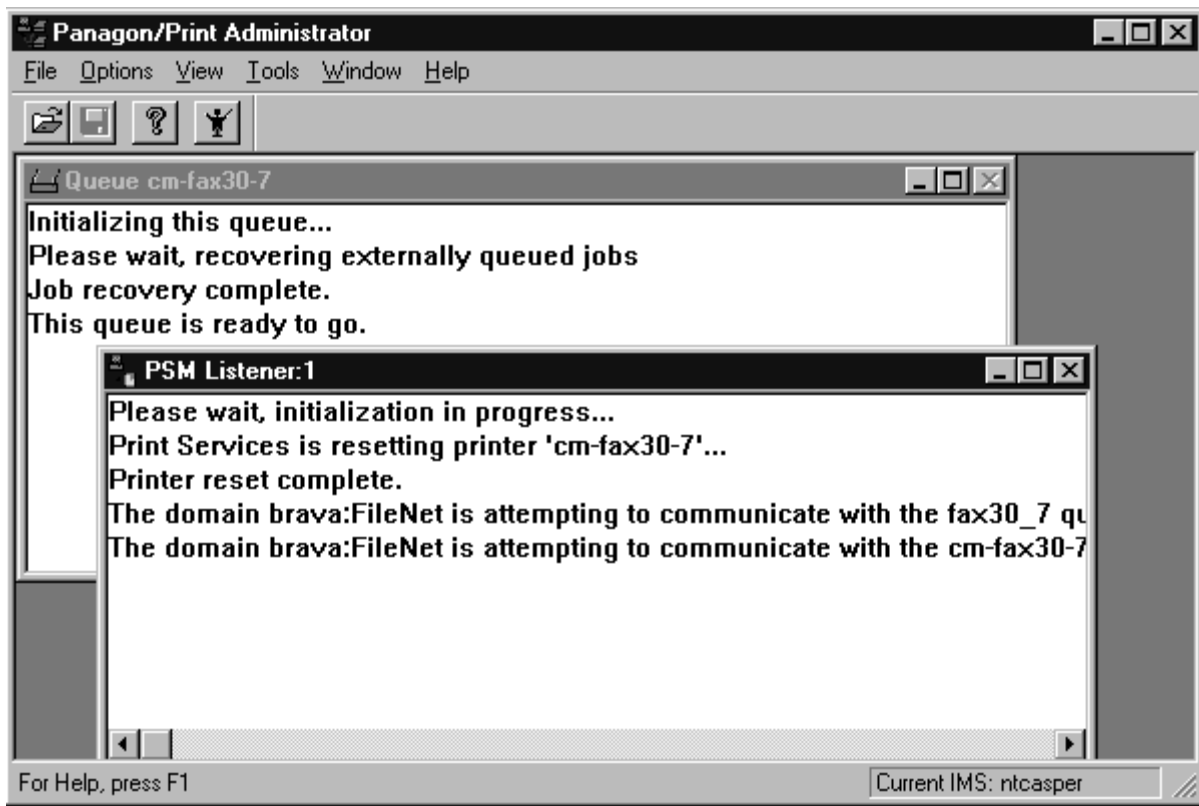 Panagon/Print Administrator
File Options View Tools Window Help
Queue cm-fax30-7
Initializing this queue...
Please wait, recovering externally queued jobs
Job recovery complete.
This queue is ready to go.
PSM Listener:1
Please wait, initialization in progress...
Print Services is resetting printer 'cm-fax30-7'...
Printer reset complete.
The domain brava:FileNet is attempting to communicate with the fax30_7 qu
The domain brava:FileNet is attempting to communicate with the cm-fax30-7
For Help, press F1
Current IMS: ntcasper